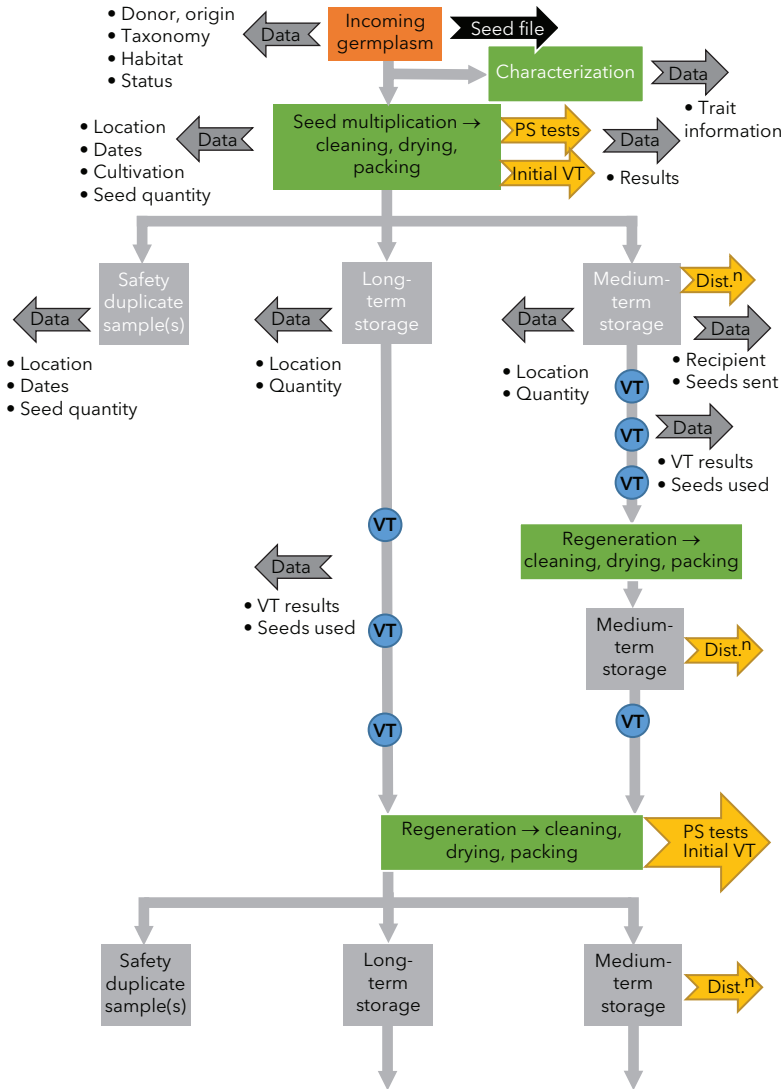 • Donor, origin
• Taxonomy
• Habitat
• Status
Data
Incoming
germplasm
Seed file
Characterization
Data
• Trait
information
• Location
• Dates
• Cultivation
• Seed quantity
Data
Seed multiplication →
cleaning, drying,
packing
PS tests
Initial VT
Data
• Results
Safety
duplicate
sample(s)
Data
• Location
• Dates
• Seed quantity
Long-
term
storage
Data
• Location
• Quantity
Medium-
term
storage
Dist.n
Data
• Location
• Quantity
Data
• Recipient
• Seeds sent
VT
VT
VT
Data
• VT results
• Seeds used
VT
Data
• VT results
• Seeds used
VT
VT
Regeneration →
cleaning, drying, packing
Medium-
term
storage
Dist.n
VT
Regeneration → cleaning,
drying, packing
PS tests
Initial VT
Safety
duplicate
sample(s)
Long-
term
storage
Medium-
term
storage
Dist.n